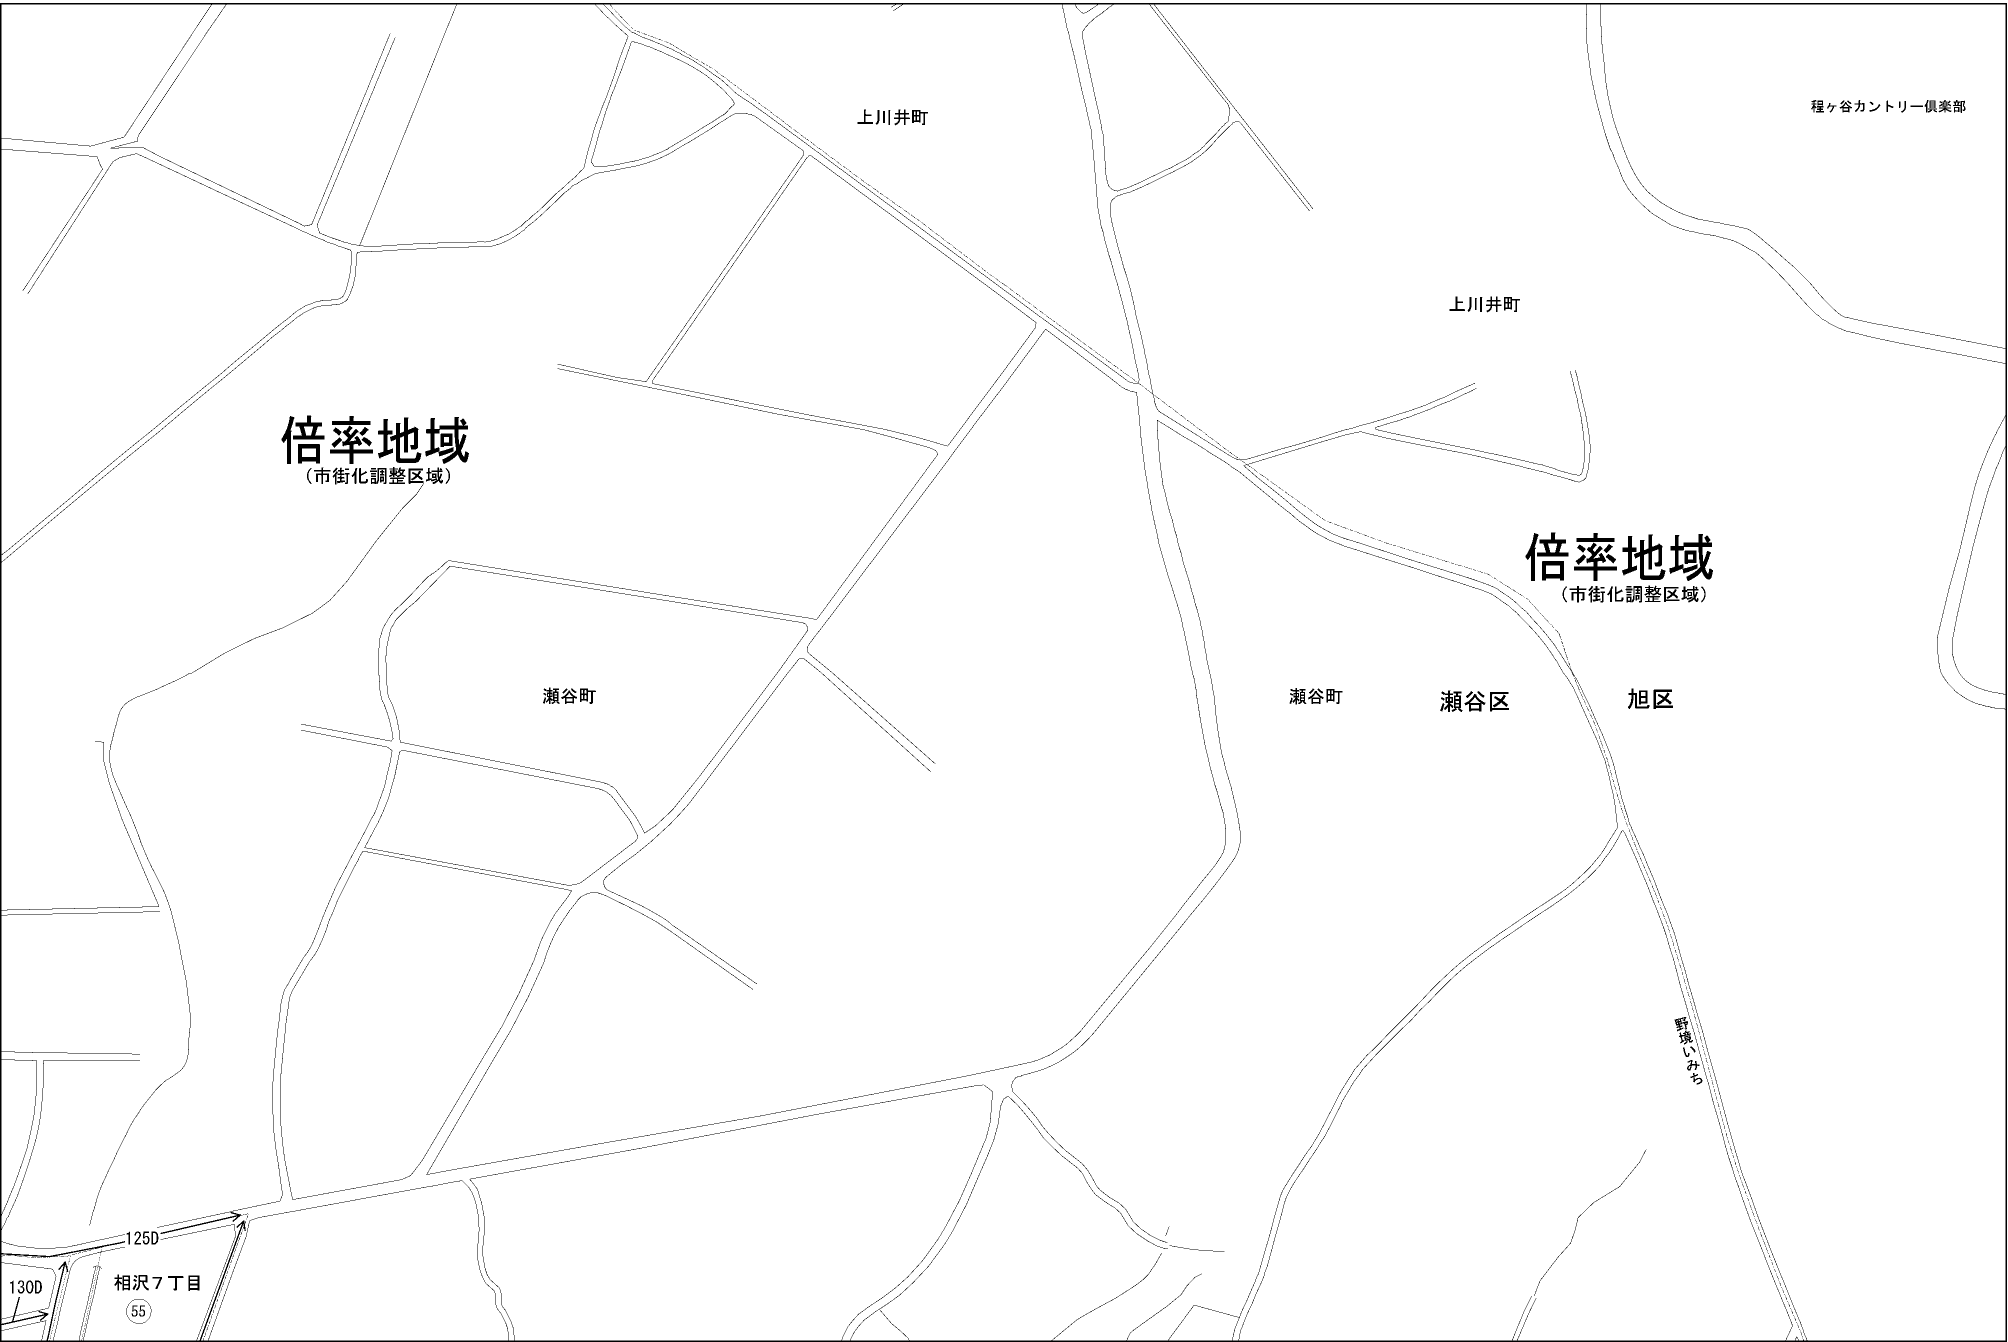 程ヶ谷カントリー倶楽部
上川井町
上川井町
倍率地域
（市街化調整区域）
倍率地域
（市街化調整区域）
瀬谷町
瀬谷町
瀬谷区
旭区
野境いみち
125D
130D
相沢７丁目
55